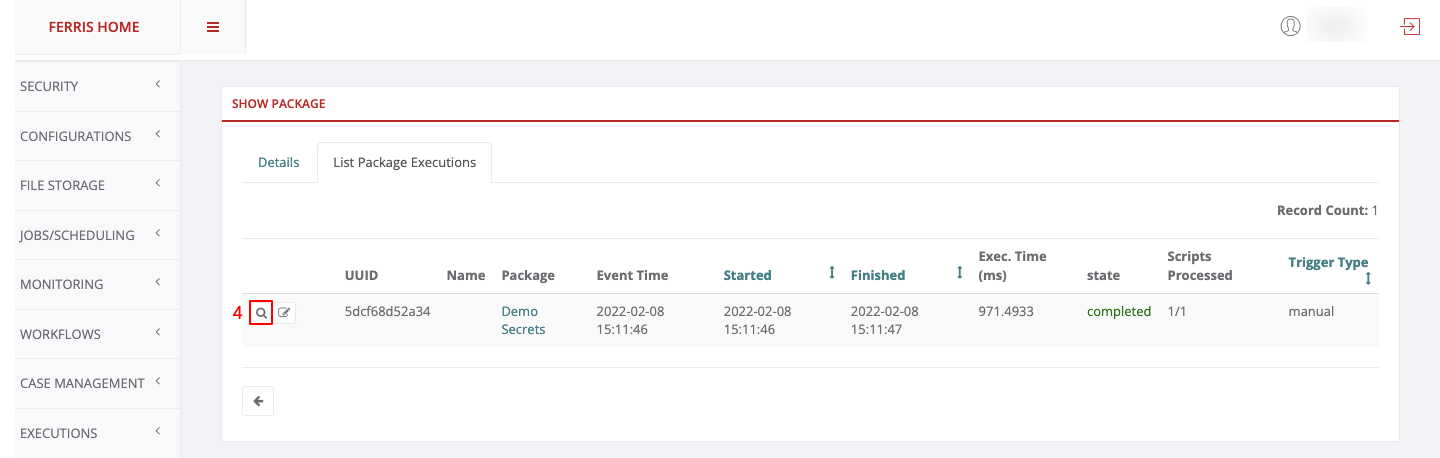 FERRIS HOME
SECURITY
CONFIGURATIONS
FILE STORAGE
JOBS/SCHEDULING
MONITORING
WORKFLOWS
CASE MANAGEMENT
EXECUTIONS
SHOW PACKAGE
Details
List Package Executions
Record Count: 1
UUID
Name
Package
Event Time
Started
Finished
Exec. Time
(ms)
state
Scripts
Processed
Trigger Type
4
5dcf68d52a34
Demo
Secrets
2022-02-08
15:11:46
2022-02-08
15:11:46
2022-02-08
15:11:47
971.4933
completed
1/1
manual